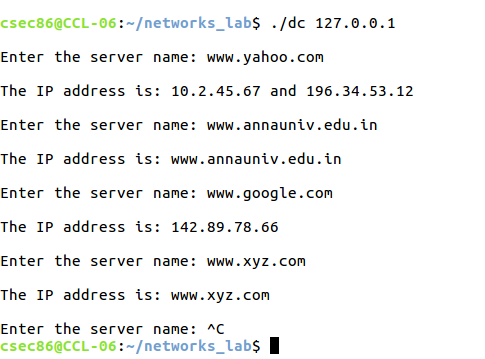 csec86@CCL-06:~/networks_lab$ ./dc 127.0.0.1
Enter the server name: www.yahoo.com
The IP address is: 10.2.45.67 and 196.34.53.12
Enter the server name: www.annauniv.edu.in
The IP address is: www.annauniv.edu.in
Enter the server name: www.google.com
The IP address is: 142.89.78.66
Enter the server name: www.xyz.com
The IP address is: www.xyz.com
Enter the server name: ^C
csec86@CCL-06:~/networks_lab$